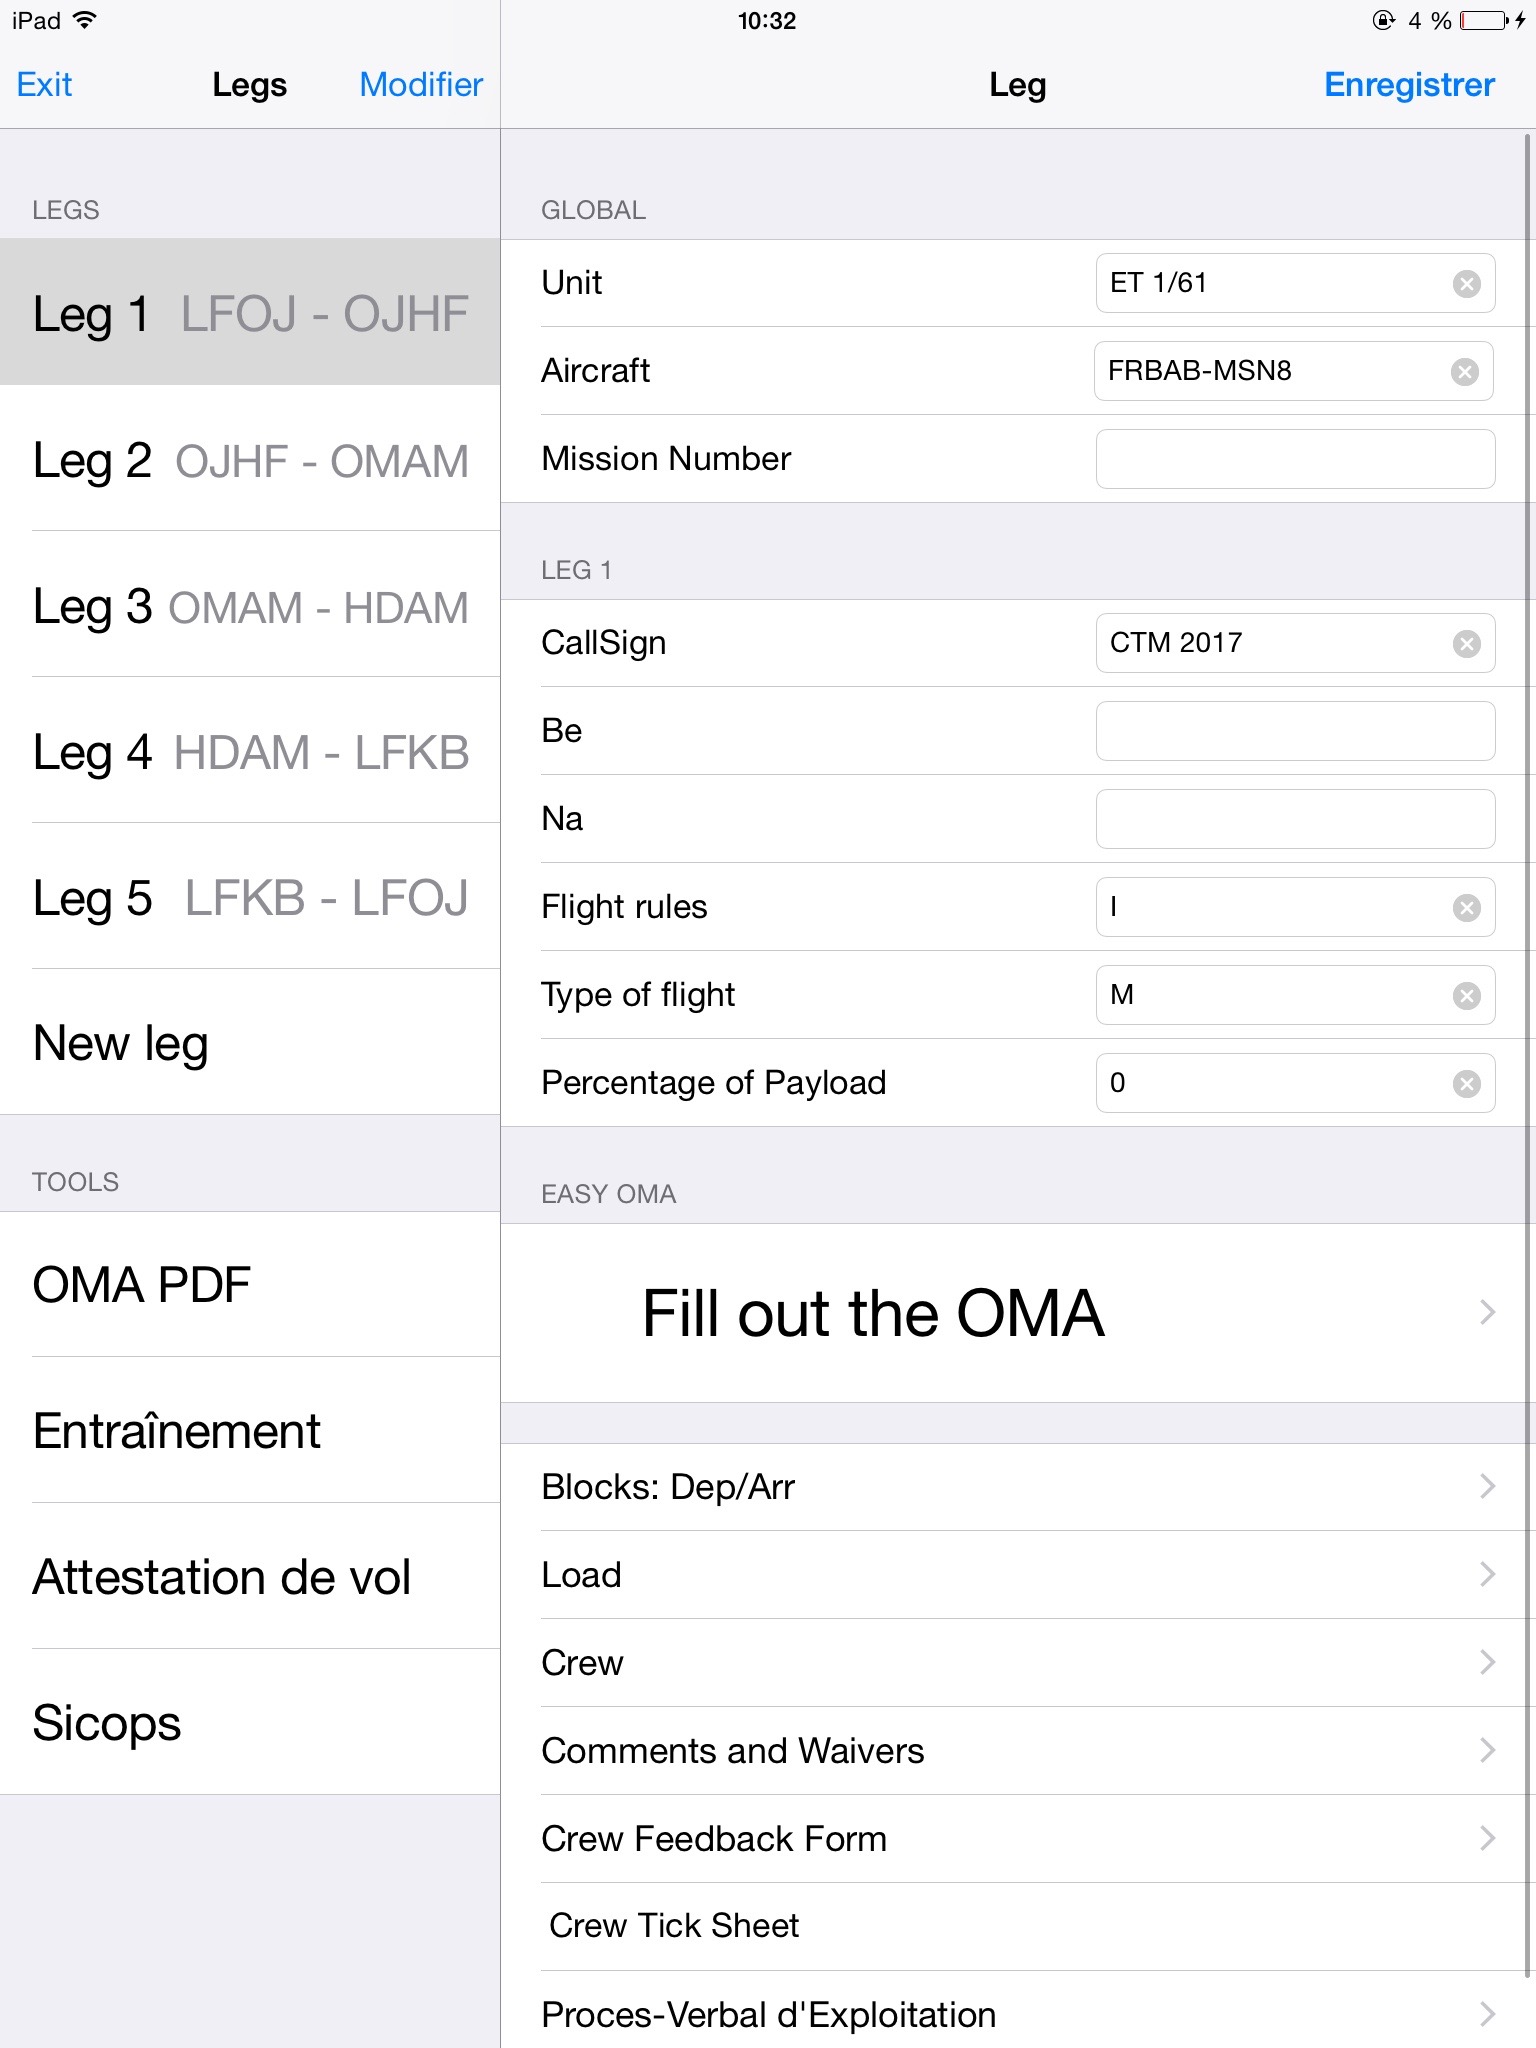 iPad 10:32 4 %
Exit Legs Modifier
Leg Enregistrer
LEGS
Leg 1 LFOJ - OJHF
Leg 2 OJHF - OMAM
Leg 3 OMAM - HDAM
Leg 4 HDAM - LFKB
Leg 5 LFKB - LFOJ
New leg
TOOLS
OMA PDF
Entraînement
Attestation de vol
Sicops
GLOBAL
Unit ET 1/61
Aircraft FRBAB-MSN8
Mission Number
LEG 1
CallSign CTM 2017
Be
Na
Flight rules I
Type of flight M
Percentage of Payload 0
EASY OMA
Fill out the OMA
Blocks: Dep/Arr
Load
Crew
Comments and Waivers
Crew Feedback Form
Crew Tick Sheet
Proces-Verbal d'Exploitation